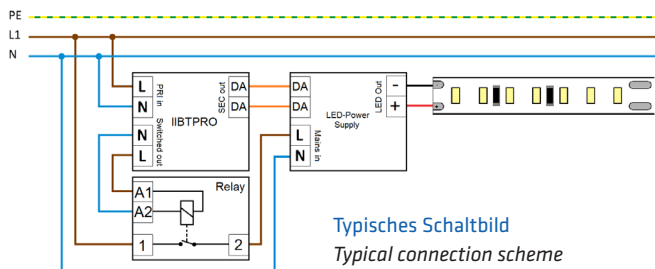 PE
L1
N
L
N
PRI in
N
L
Switched out
IIBTPRO
SEC out
DA
DA
DA
DA
LED-Power
Supply
L
N
Mains in
LED Out
-
+
A1
A2
Relay
1
2
Typisches Schaltbild
Typical connection scheme